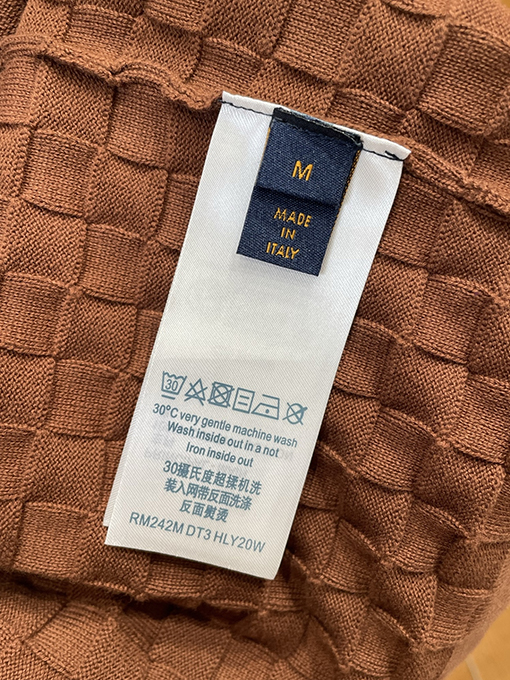 M
MADE
IN
ITALY
30
30°C very gentle machine wash
Wash inside out in a not
Iron inside out
30摄氏度超揉机洗
装入网带反面洗涤
反面熨烫
RM242M DT3 HLY20W